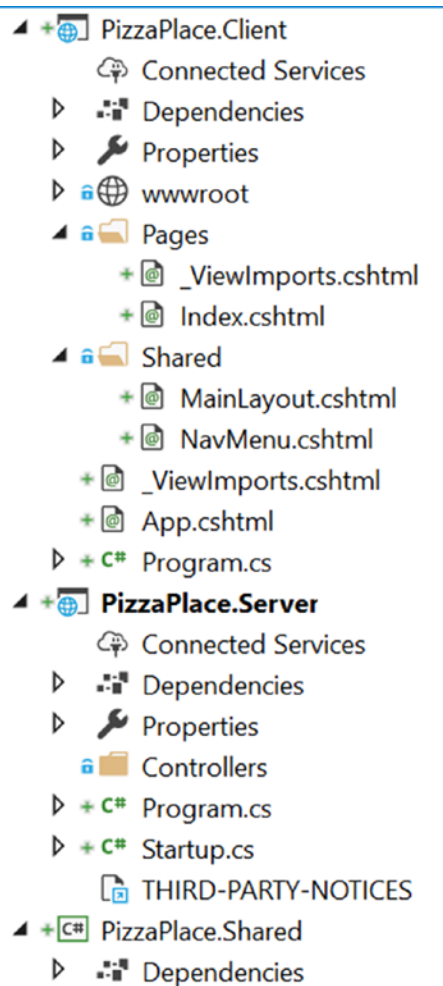 PizzaPlace.Client
Connected Services
Dependencies
Properties
wwwroot
Pages
@ _ViewImports.cshtml
@ Index.cshtml
Shared
@ MainLayout.cshtml
@ NavMenu.cshtml
@ _ViewImports.cshtml
@ App.cshtml
C# Program.cs
PizzaPlace.Server
Connected Services
Dependencies
Properties
Controllers
C# Program.cs
C# Startup.cs
THIRD-PARTY-NOTICES
C# PizzaPlace.Shared
Dependencies